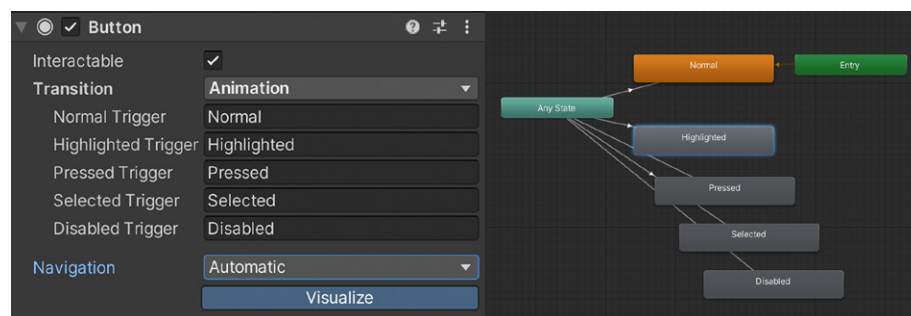 Button
Interactable
Transition Animation
Normal Trigger Normal
Highlighted Trigger Highlighted
Pressed Trigger Pressed
Selected Trigger Selected
Disabled Trigger Disabled
Navigation Automatic
Visualize
Normal
Entry
Any State
Highlighted
Pressed
Selected
Disabled